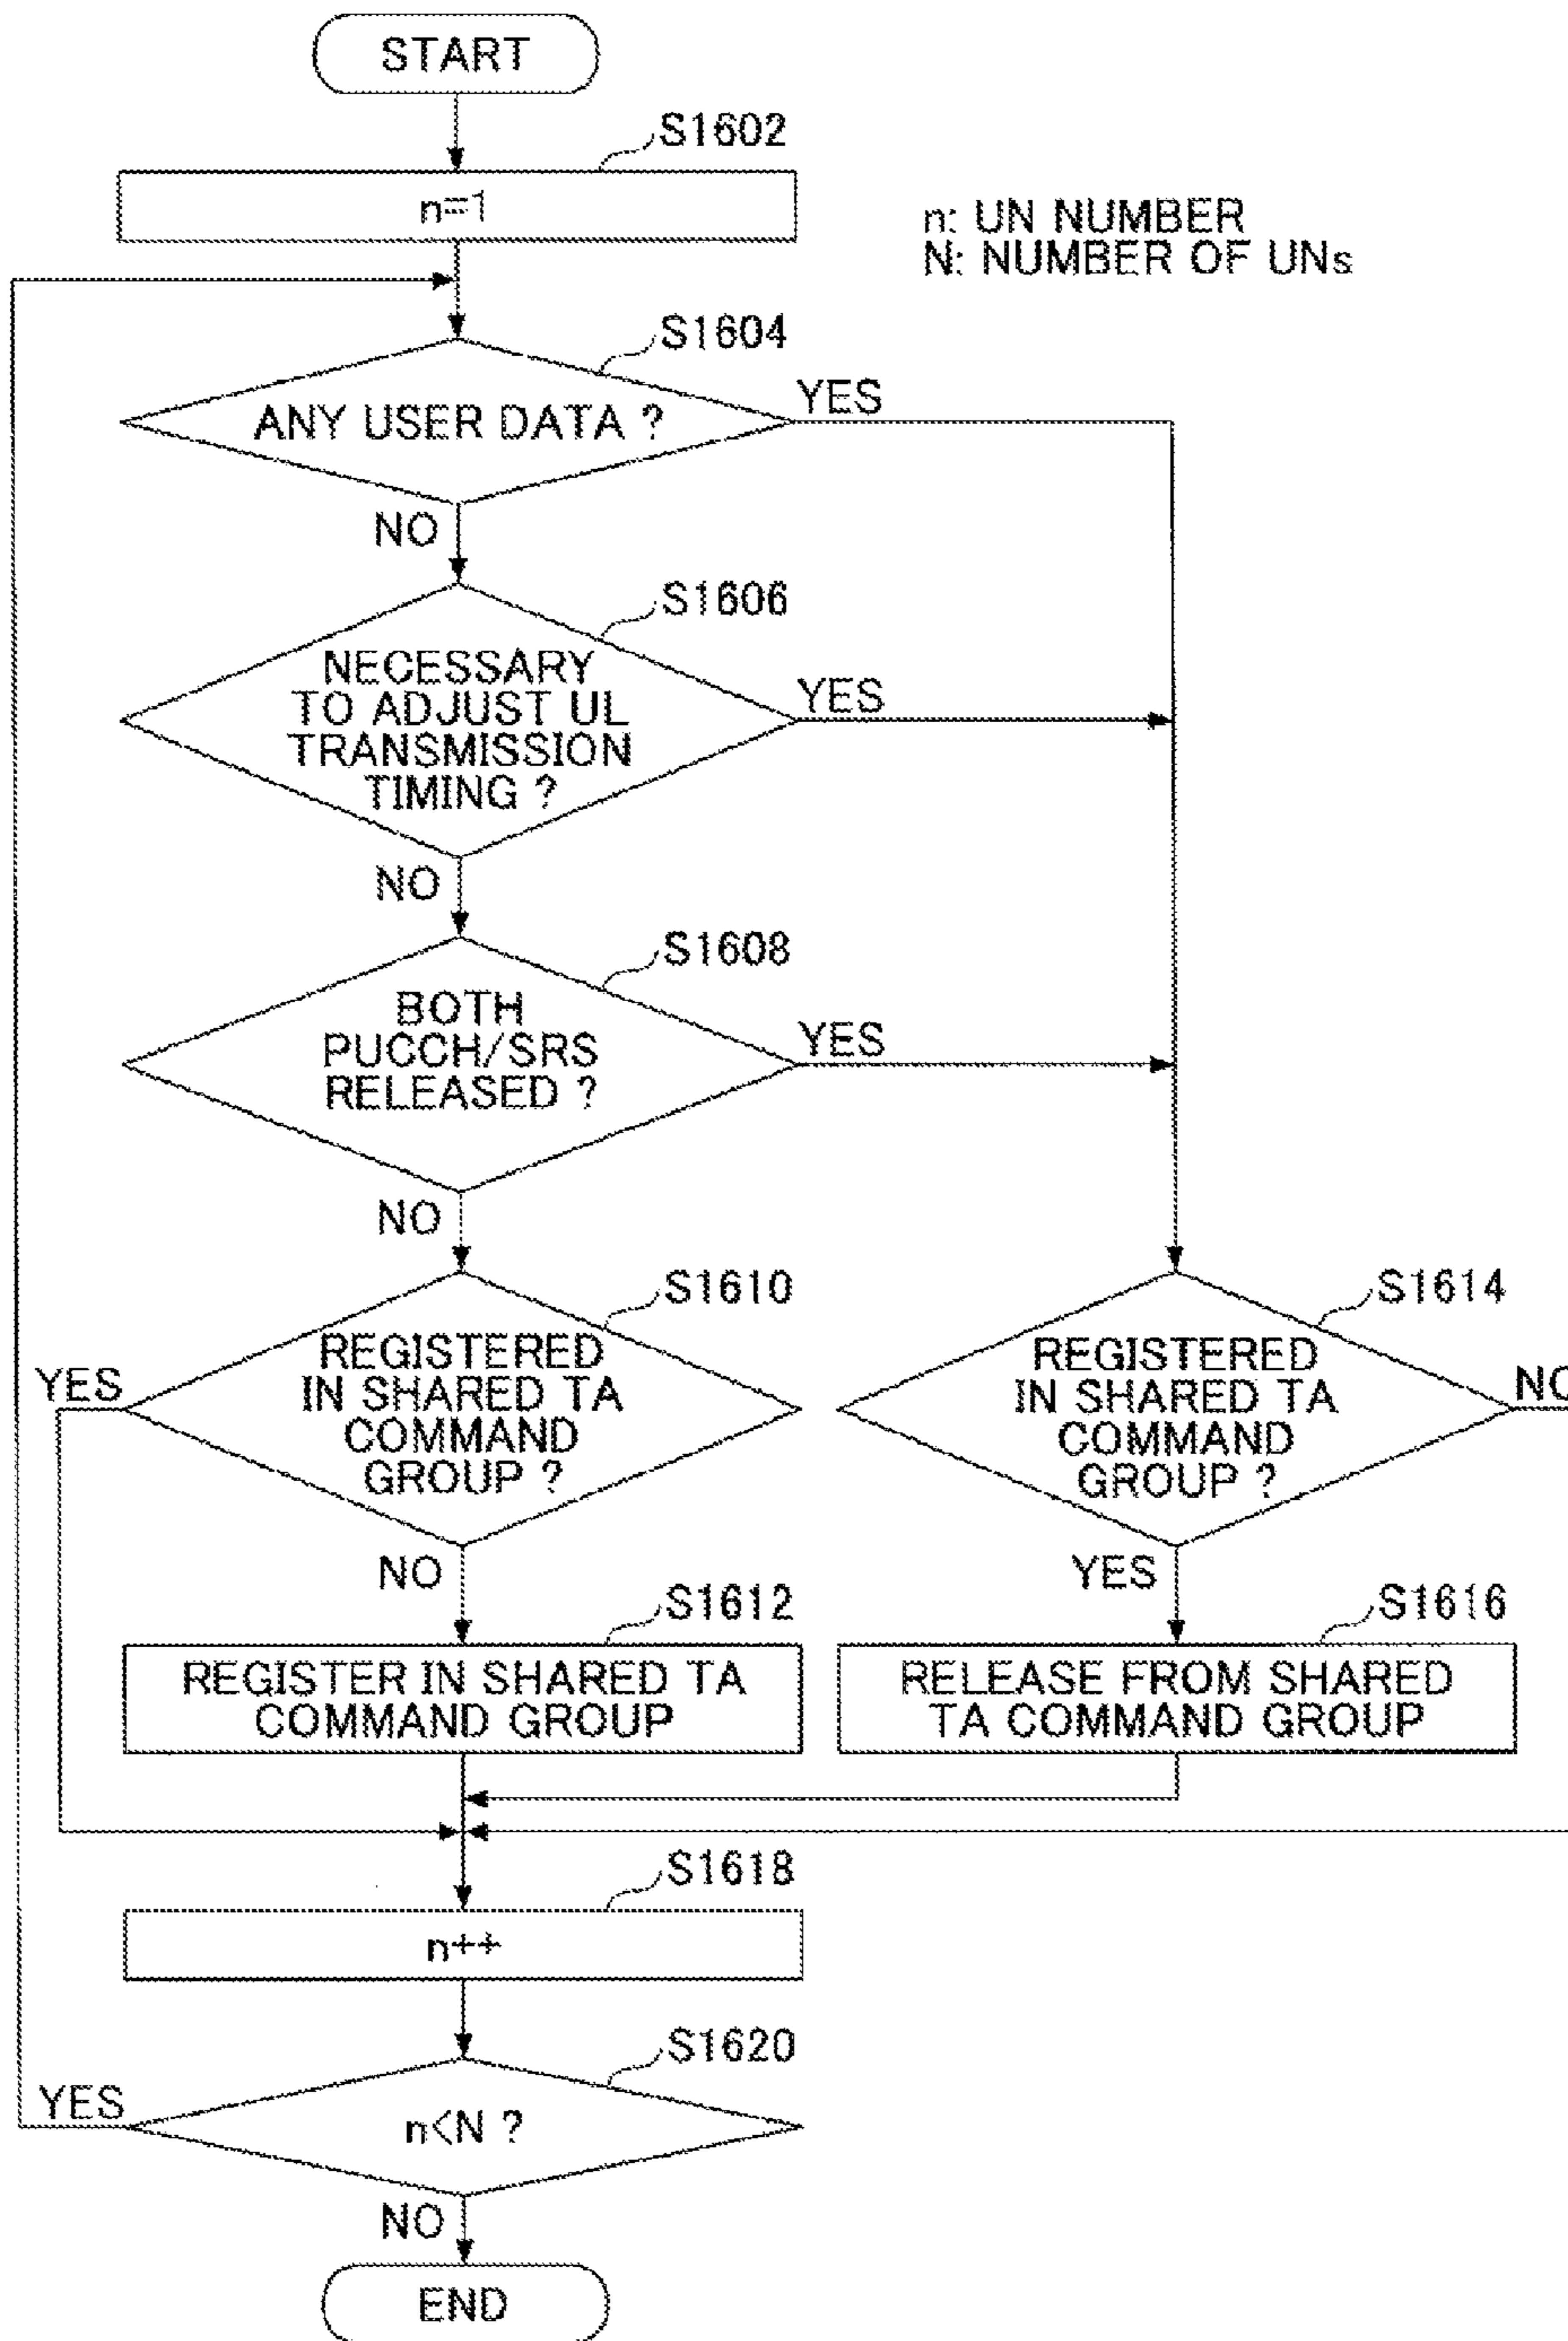 START
S1602
n=1
n: UN NUMBER
N: NUMBER OF UNs
S1604
ANY USER DATA ?
YES
NO
S1606
NECESSARY
TO ADJUST UL
TRANSMISSION
TIMING ?
YES
NO
S1608
BOTH
PUCCH/SRS
RELEASED ?
YES
NO
S1610
REGISTERED
IN SHARED TA
COMMAND
GROUP ?
YES
NO
S1614
REGISTERED
IN SHARED TA
COMMAND
GROUP ?
NO
YES
S1612
REGISTER IN SHARED TA
COMMAND GROUP
S1616
RELEASE FROM SHARED
TA COMMAND GROUP
S1618
n++
S1620
n<N ?
YES
NO
END